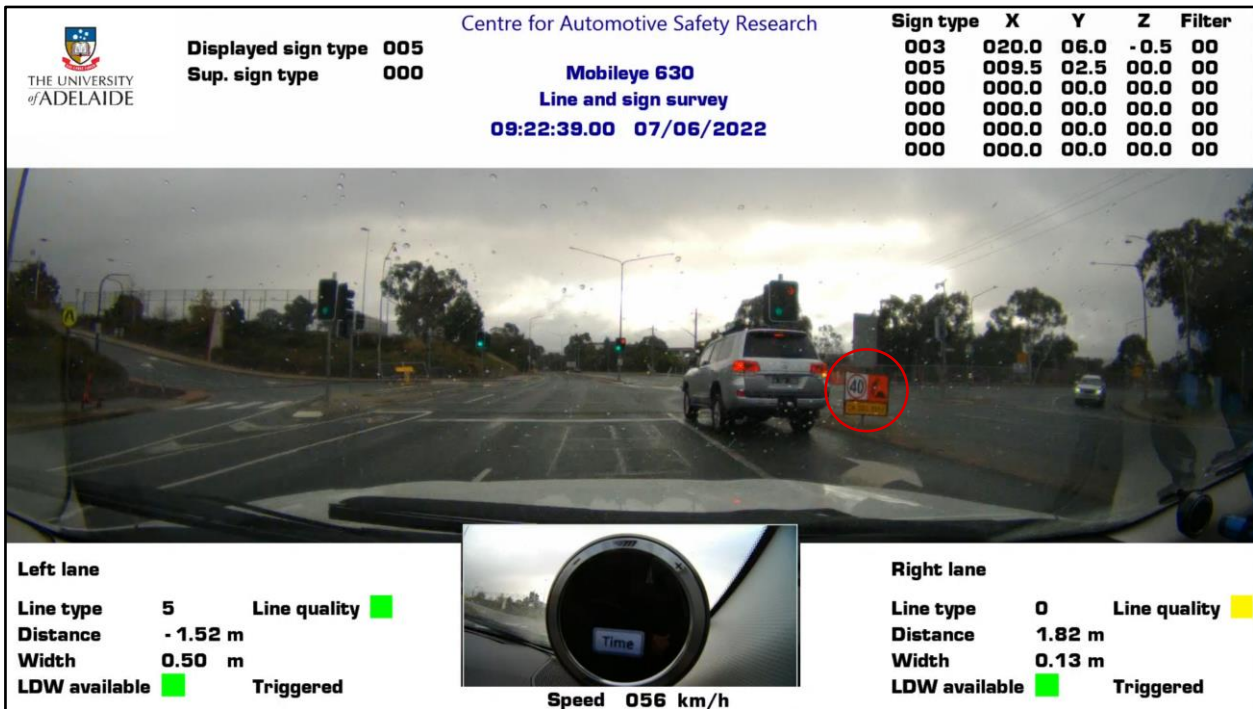 THE UNIVERSITY
of ADELAIDE
Displayed sign type 005
Sup. sign type 000
Centre for Automotive Safety Research
Mobileye 630
Line and sign survey
09:22:39.00 07/06/2022
Sign type X Y Z Filter
003 020.0 06.0 -0.5 00
005 009.5 02.5 00.0 00
000 000.0 00.0 00.0 00
000 000.0 00.0 00.0 00
000 000.0 00.0 00.0 00
000 000.0 00.0 00.0 00
40
Left lane
Line type 5 Line quality
Distance -1.52 m
Width 0.50 m
LDW available Triggered
Time
Speed 056 km/h
Right lane
Line type 0 Line quality
Distance 1.82 m
Width 0.13 m
LDW available Triggered